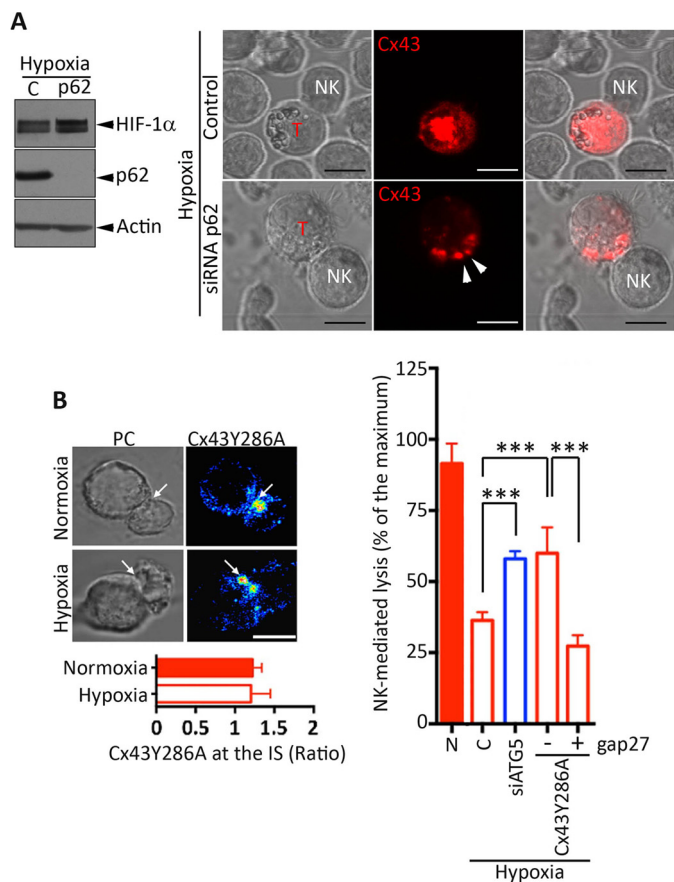 A
Hypoxia
C p62
HIF-1α
p62
Actin
Hypoxia
Control
siRNA p62
NK
T
Cx43
T
NK
Cx43
NK
B
PC
Cx43Y286A
Normoxia
Hypoxia
Normoxia
Hypoxia
0 0.5 1 1.5 2
Cx43Y286A at the IS (Ratio)
NK-mediated lysis (% of the maximum)
125
100
75
50
25
0
***
***
***
N
C
siATG5
- + gap27
Cx43Y286A
Hypoxia